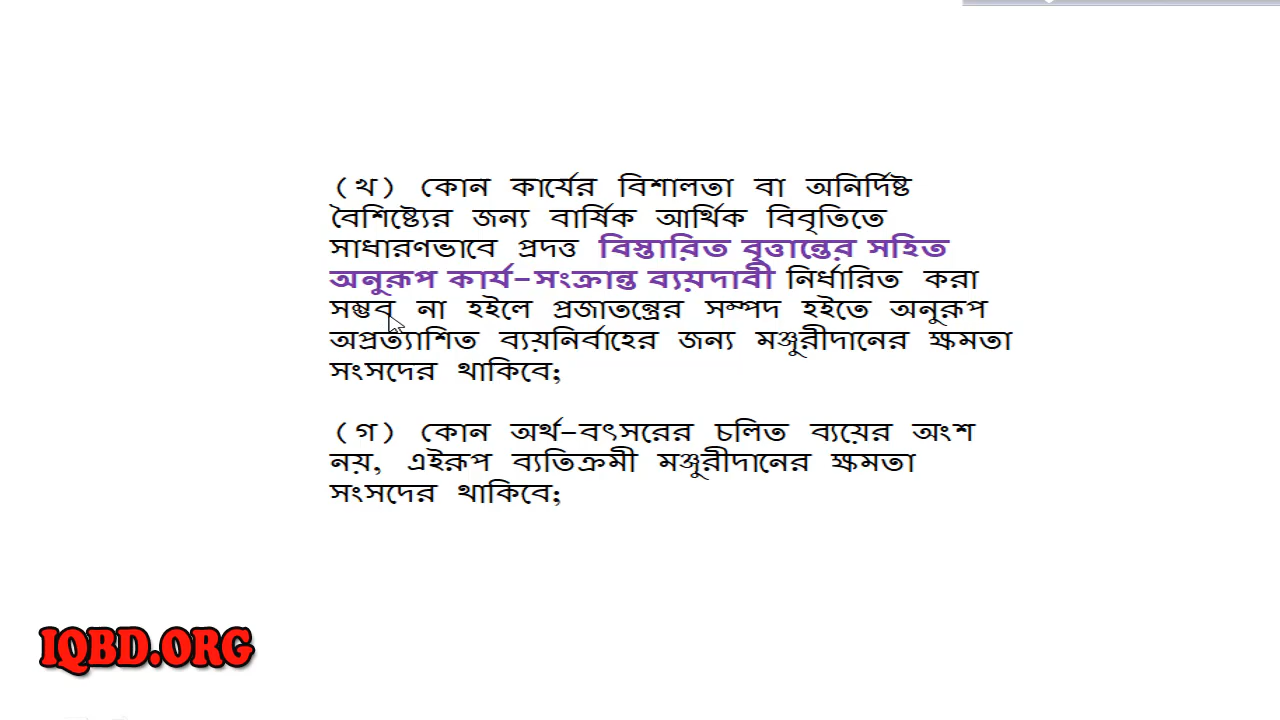 (খ) কোন কার্যের বিশালতা বা অনির্দিষ্ট
বৈশিষ্ট্যের জন্য বার্ষিক আর্থিক বিবৃতিতে
সাধারণভাবে প্রদত্ত বিস্তারিত বৃত্তান্তের সহিত
অনুরূপ কার্য-সংক্রান্ত ব্যয়দাবী নির্ধারিত করা
সম্ভব না হইলে প্রজাতন্ত্রের সম্পদ হইতে অনুরূপ
অপ্রত্যাশিত ব্যয়নির্বাহের জন্য মঞ্জুরীদানের ক্ষমতা
সংসদের থাকিবে;
(গ) কোন অর্থ-বৎসরের চলিত ব্যয়ের অংশ
নয়, এইরূপ ব্যতিক্রমী মঞ্জুরীদানের ক্ষমতা
সংসদের থাকিবে;
IQBD.ORG